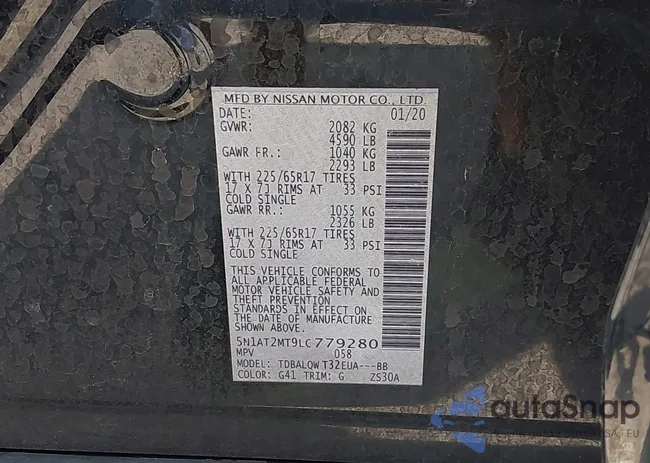 MFD BY NISSAN MOTOR CO., LTD.
DATE: 01/20
GVWR: 2082 KG
4590 LB
GAWR FR.: 1040 KG
2293 LB
WITH 225/65R17 TIRES
17 X 7J RIMS AT 33 PSI
COLD SINGLE
GAWR RR.: 1055 KG
2326 LB
WITH 225/65R17 TIRES
17 X 7J RIMS AT 33 PSI
COLD SINGLE
THIS VEHICLE CONFORMS TO
ALL APPLICABLE FEDERAL
MOTOR VEHICLE SAFETY AND
THEFT PREVENTION
STANDARDS IN EFFECT ON
THE DATE OF MANUFACTURE
SHOWN ABOVE.
5N1AT2MT9LC779280
MPV 058
MODEL: TDBALQWT32EUA---BB
COLOR: G41 TRIM: G ZS30A
autoSnap